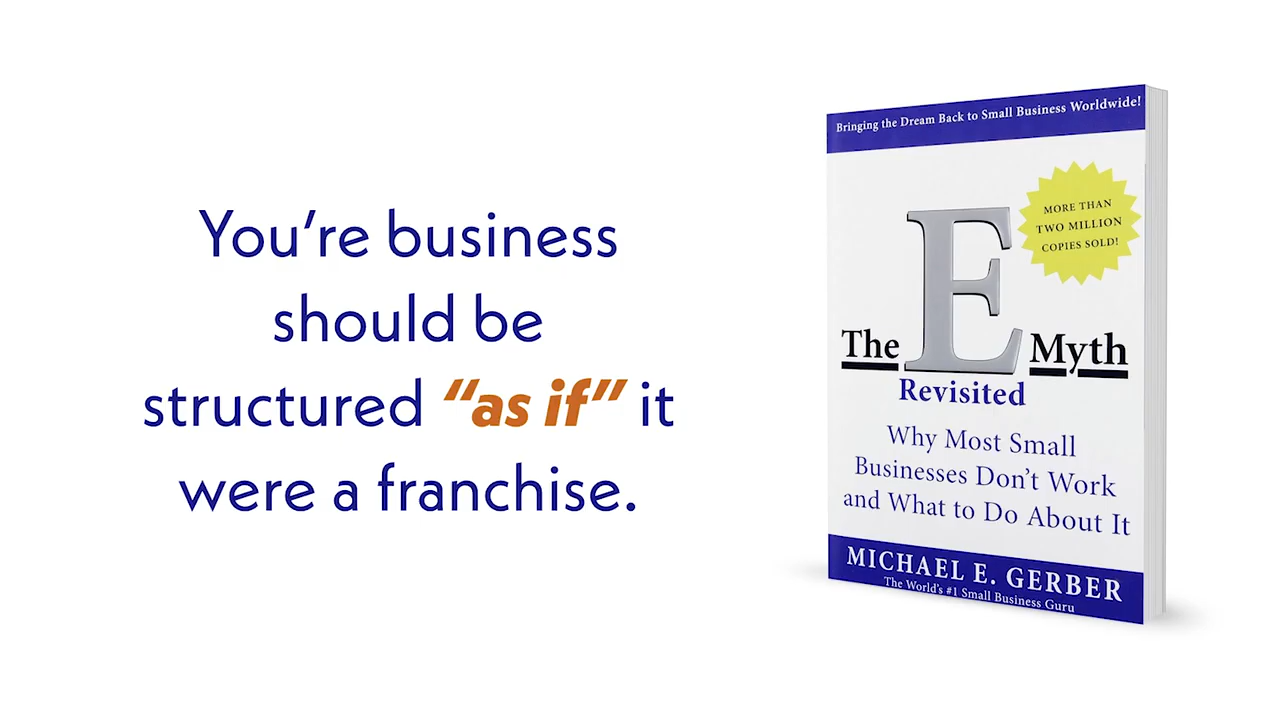 You're business
should be
structured “as if” it
were a franchise.
Bringing the Dream Back to Small Business Worldwide!
MORE THAN
TWO MILLION
COPIES SOLD!
The E Myth
Revisited
Why Most Small
Businesses Don't Work
and What to Do About It
MICHAEL E. GERBER
The World's #1 Small Business Guru